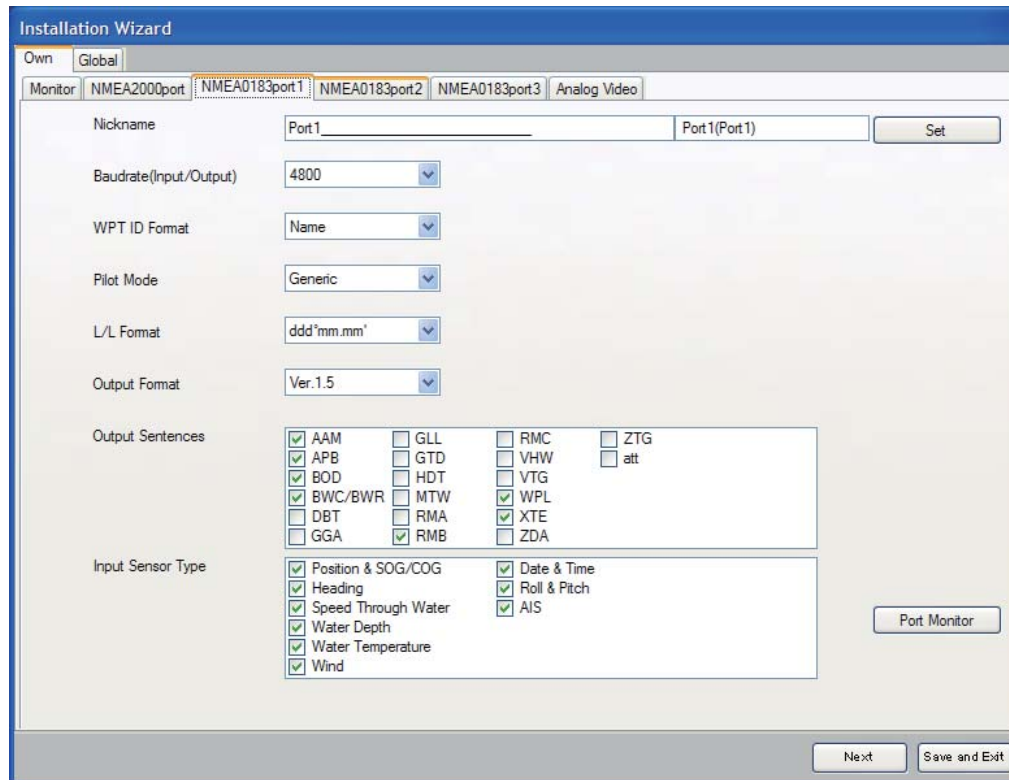 Installation Wizard
Own Global
Monitor NMEA2000port NMEA0183port1 NMEA0183port2 NMEA0183port3 Analog Video
Nickname Port1______________________________ Port1(Port1) Set
Baudrate(Input/Output) 4800
WPT ID Format Name
Pilot Mode Generic
L/L Format ddd°mm.mm'
Output Format Ver.1.5
Output Sentences AAM GLL RMC ZTG
APB GTD VHW att
BOD HDT VTG
BWC/BWR MTW WPL
DBT RMA XTE
GGA RMB ZDA
Input Sensor Type Position & SOG/COG Date & Time
Heading Roll & Pitch
Speed Through Water AIS
Water Depth
Water Temperature
Wind
Port Monitor
Next Save and Exit